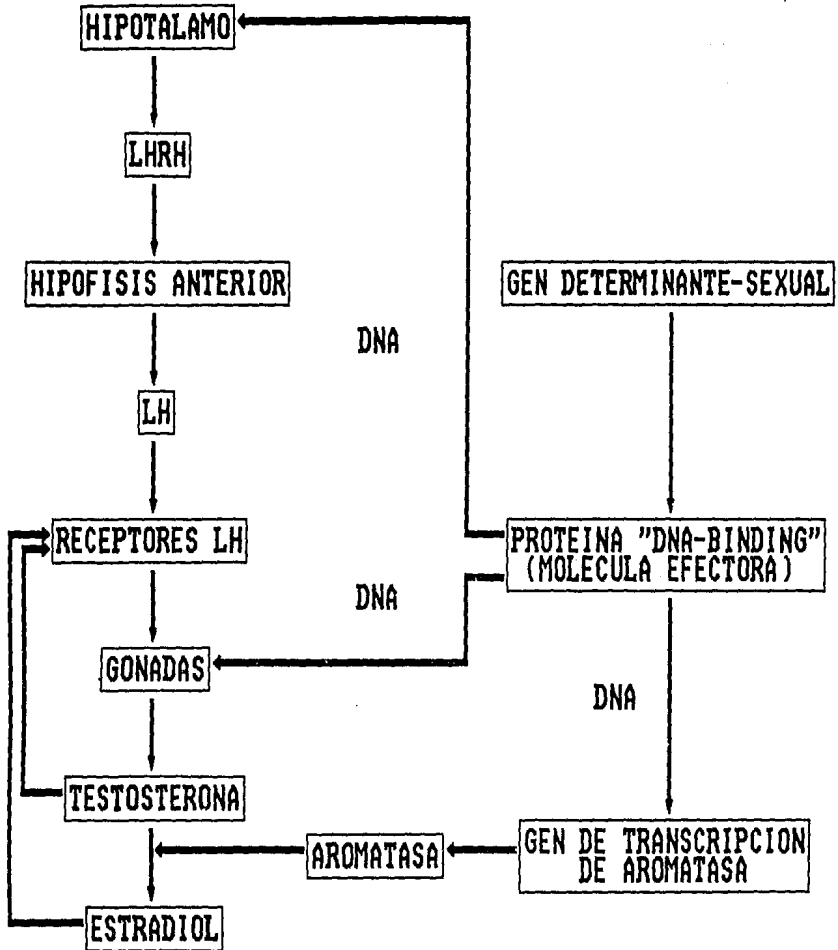 HIPOTALAMO
LHRH
HIPOFISIS ANTERIOR
GEN DETERMINANTE-SEXUAL
DNA
LH
RECEPTORES LH
PROTEINA "DNA-BINDING"
(MOLECULA EFECTORA)
DNA
GONADAS
DNA
TESTOSTERONA
AROMATASA
GEN DE TRANSCRIPCION
DE AROMATASA
ESTRADIOL